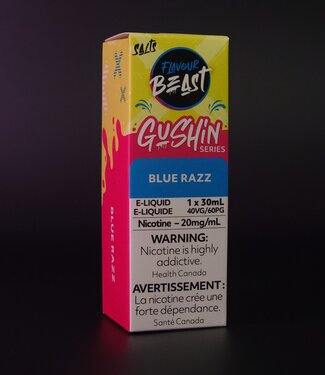 SALTS
FLAVOUR
BEAST
GUSHIN
SERIES
BLUE RAZZ
E-LIQUID 1 x 30mL
E-LIQUIDE 40VG/60PG
Nicotine – 20mg/mL
WARNING:
Nicotine is highly
addictive.
Health Canada
AVERTISSEMENT :
La nicotine crée une
forte dépendance.
Santé Canada
BLUE RAZZ